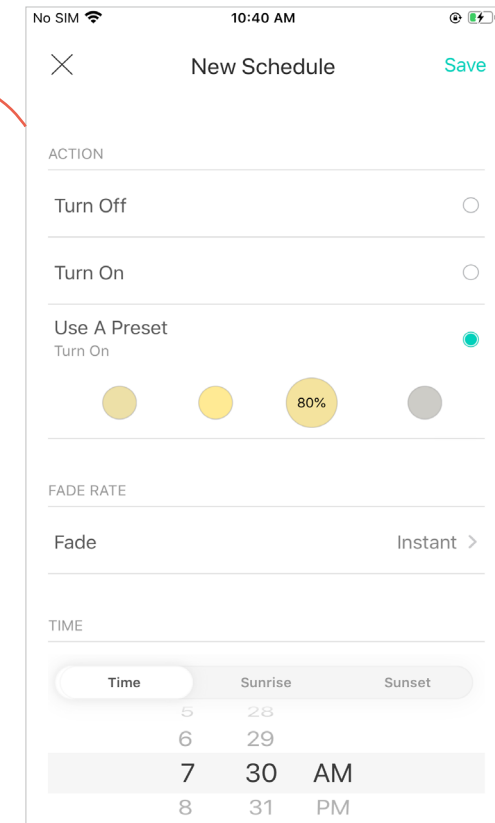 No SIM 10:40 AM
New Schedule Save
ACTION
Turn Off
Turn On
Use A Preset
Turn On
80%
FADE RATE
Fade Instant
TIME
Time Sunrise Sunset
5 28
6 29
7 30 AM
8 31 PM